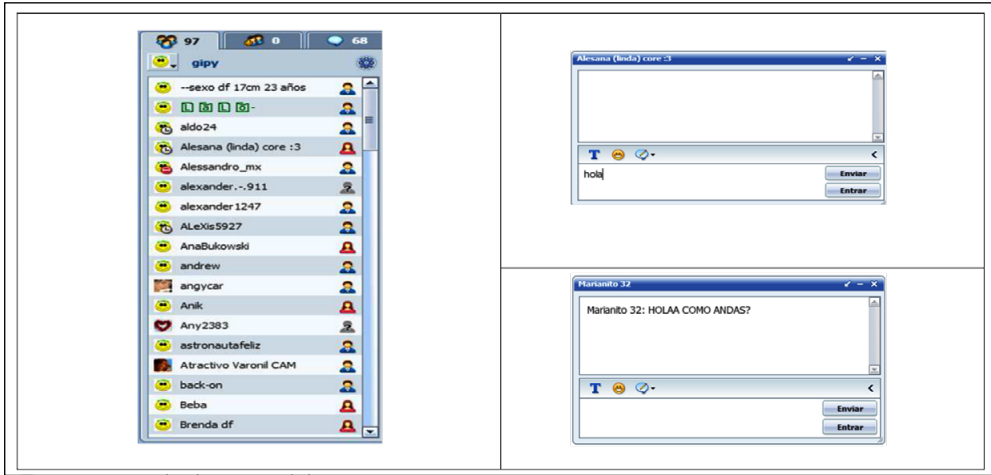 97 0 68
gipy
--sexo df 17cm 23 años
aldo24
Alesana (linda) core :3
Alessandro_mx
alexander.-.911
alexander1247
ALeXis5927
AnaBukowski
andrew
angycar
Anik
Any2383
astronautafeliz
Atractivo Varonil CAM
back-on
Beba
Brenda df
Alesana (linda) core :3
T
hola
Enviar
Entrar
Marianito 32
Marianito 32: HOLAA COMO ANDAS?
T
Enviar
Entrar